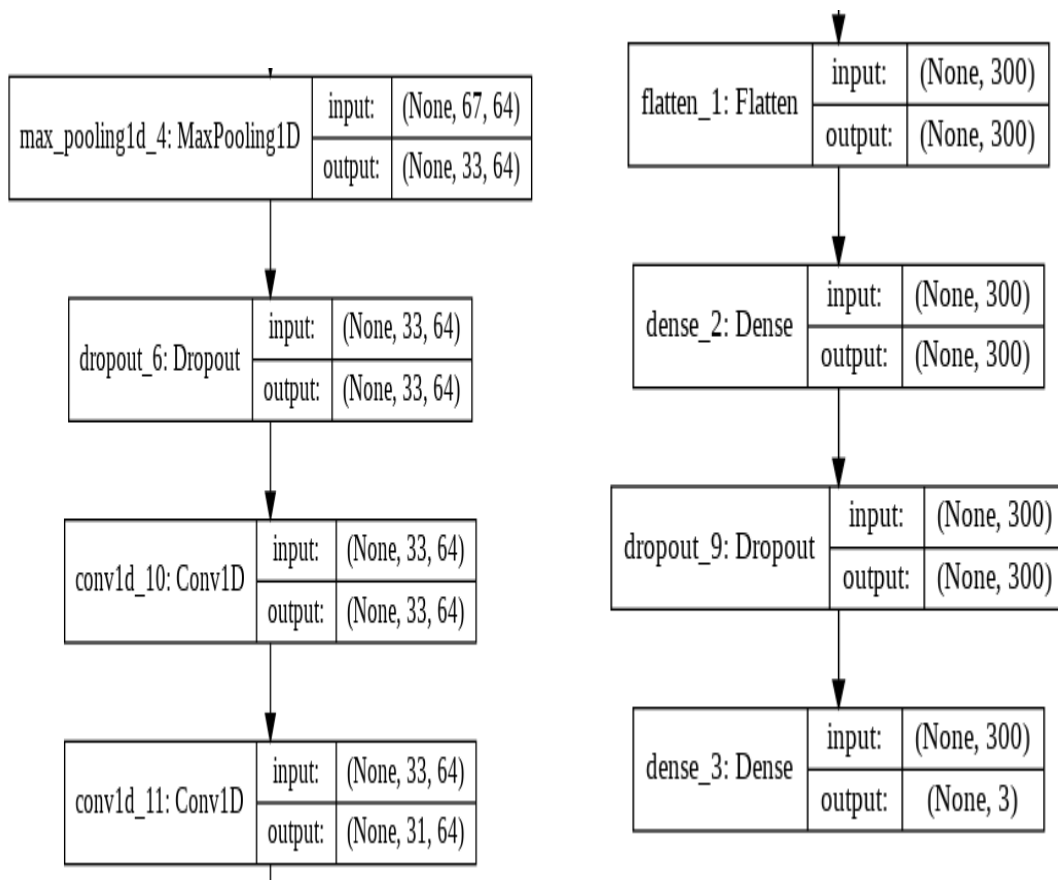 max_pooling1d_4: MaxPooling1D
input: (None, 67, 64)
output: (None, 33, 64)
dropout_6: Dropout
input: (None, 33, 64)
output: (None, 33, 64)
conv1d_10: Conv1D
input: (None, 33, 64)
output: (None, 33, 64)
conv1d_11: Conv1D
input: (None, 33, 64)
output: (None, 31, 64)
flatten_1: Flatten
input: (None, 300)
output: (None, 300)
dense_2: Dense
input: (None, 300)
output: (None, 300)
dropout_9: Dropout
input: (None, 300)
output: (None, 300)
dense_3: Dense
input: (None, 300)
output: (None, 3)